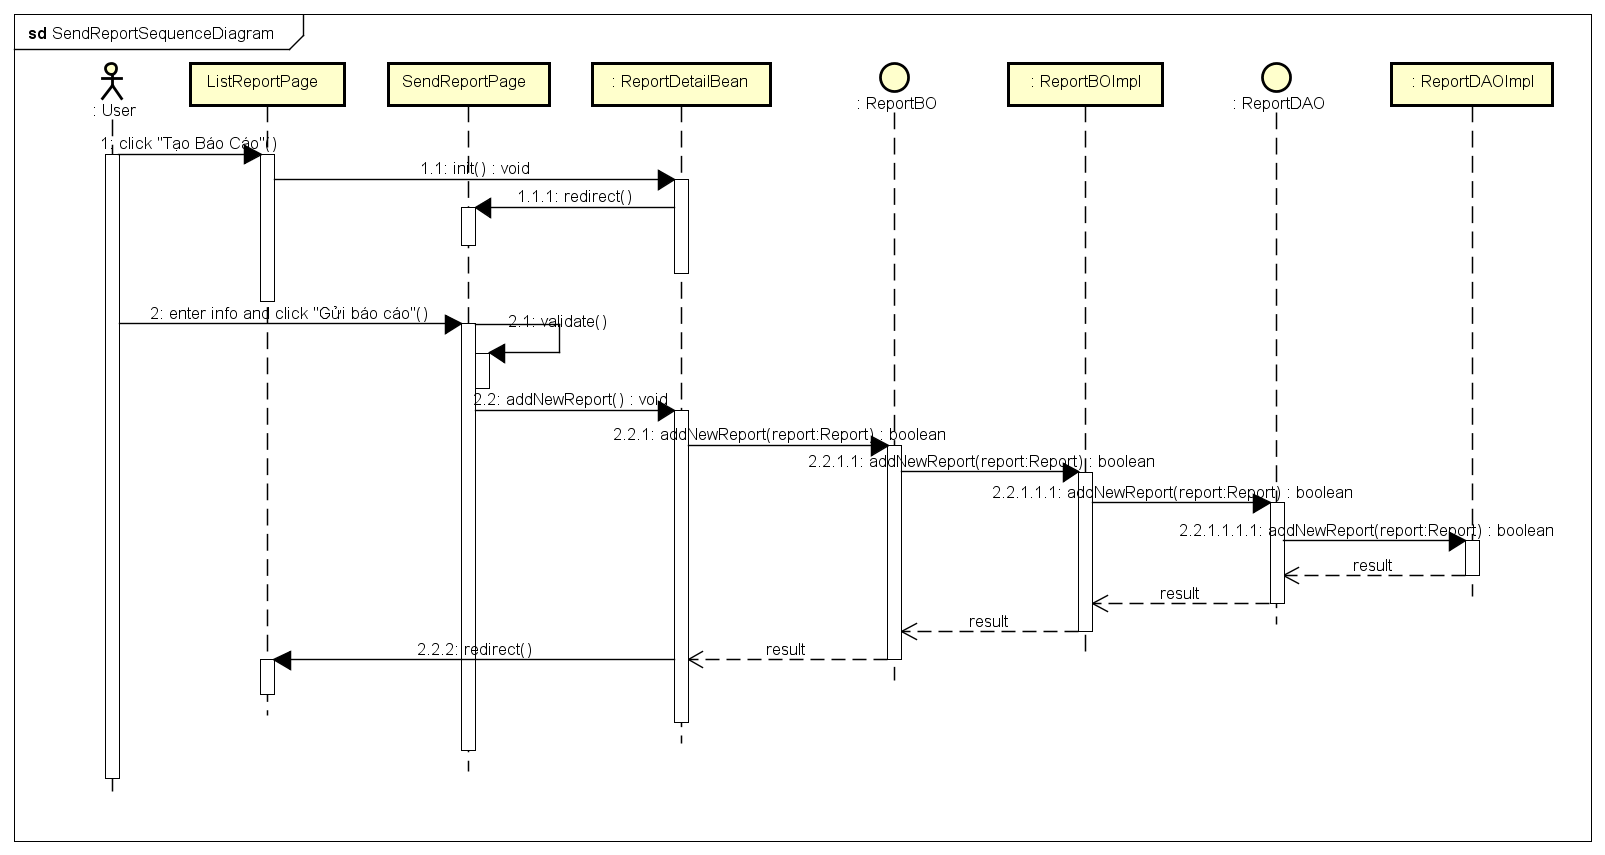 sd SendReportSequenceDiagram
: User
ListReportPage
SendReportPage
: ReportDetailBean
: ReportBO
: ReportBOImpl
: ReportDAO
: ReportDAOImpl
1: click "Tạo Báo Cáo"()
1.1: init() : void
1.1.1: redirect()
2: enter info and click "Gửi báo cáo"()
2.1: validate()
2.2: addNewReport() : void
2.2.1: addNewReport(report:Report) : boolean
2.2.1.1: addNewReport(report:Report) : boolean
2.2.1.1.1: addNewReport(report:Report) : boolean
2.2.1.1.1.1: addNewReport(report:Report) : boolean
result
result
result
2.2.2: redirect()
result